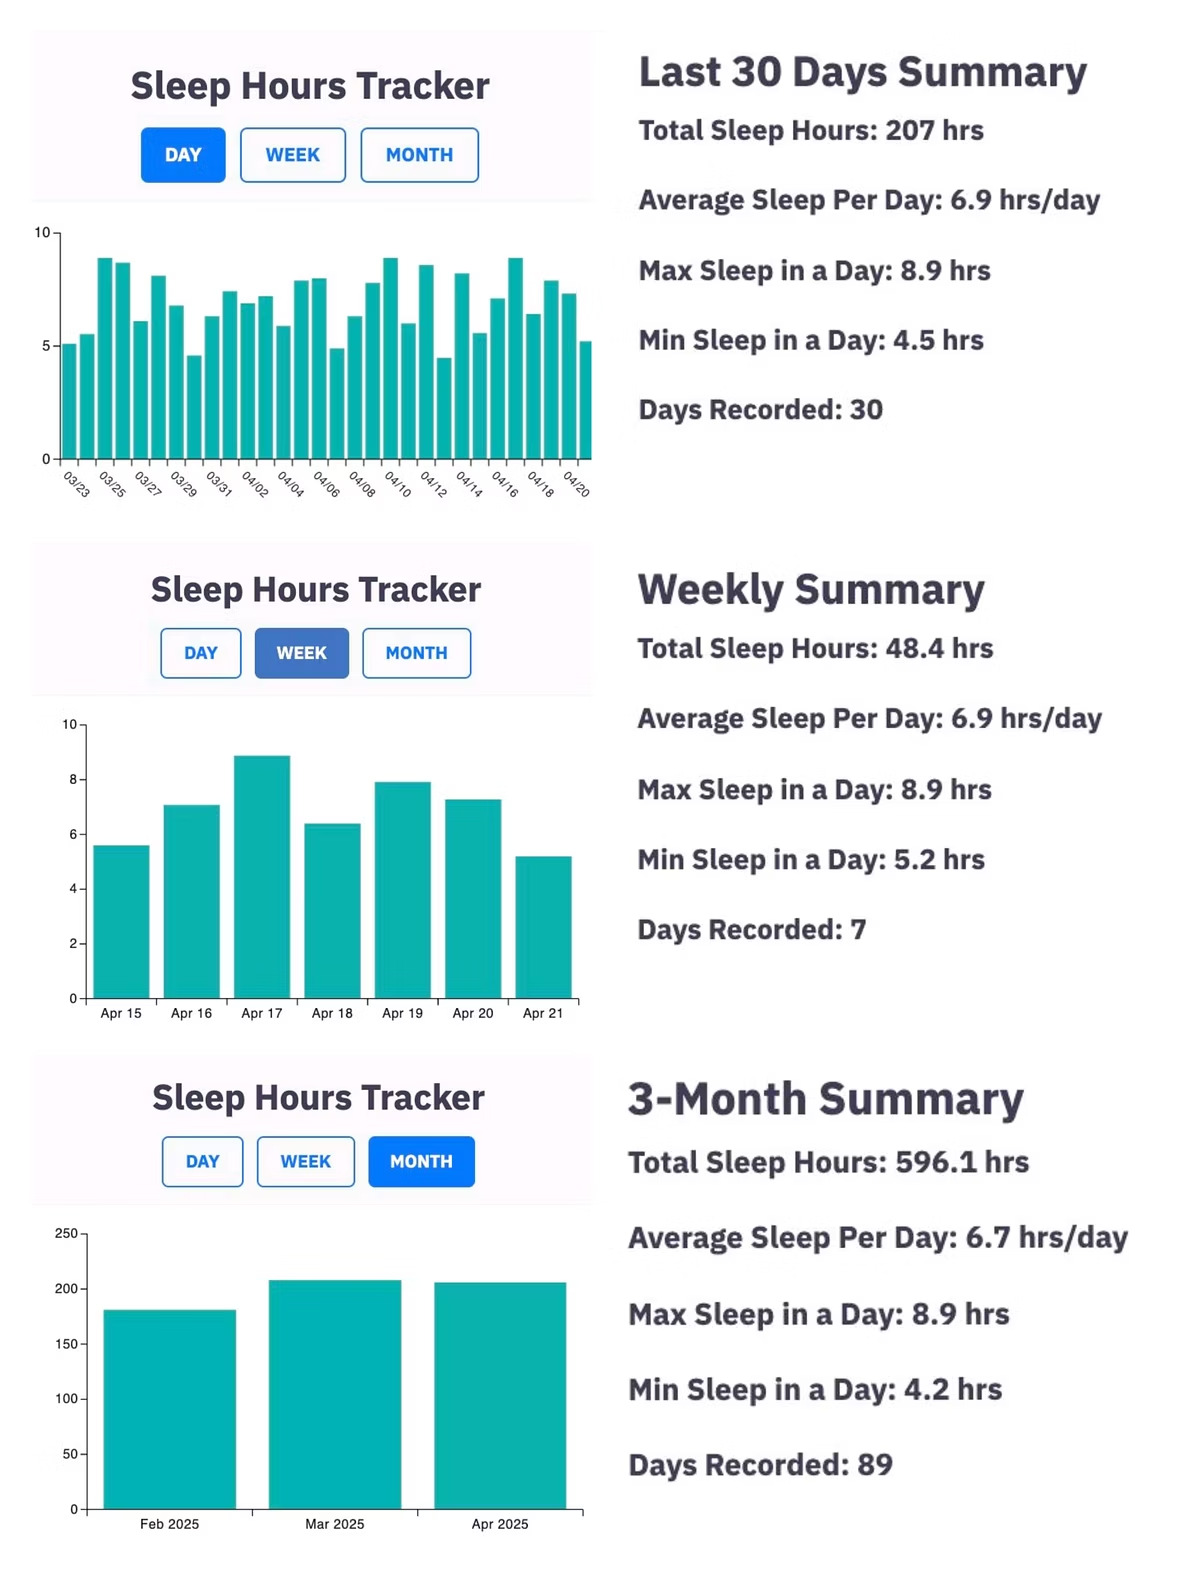 Sleep Hours Tracker
DAY WEEK MONTH
10
5
0
03/23 03/25 03/27 03/29 03/31 04/02 04/04 04/06 04/08 04/10 04/12 04/14 04/16 04/18 04/20
Last 30 Days Summary
Total Sleep Hours: 207 hrs
Average Sleep Per Day: 6.9 hrs/day
Max Sleep in a Day: 8.9 hrs
Min Sleep in a Day: 4.5 hrs
Days Recorded: 30
Sleep Hours Tracker
DAY WEEK MONTH
10
8
6
4
2
0
Apr 15 Apr 16 Apr 17 Apr 18 Apr 19 Apr 20 Apr 21
Weekly Summary
Total Sleep Hours: 48.4 hrs
Average Sleep Per Day: 6.9 hrs/day
Max Sleep in a Day: 8.9 hrs
Min Sleep in a Day: 5.2 hrs
Days Recorded: 7
Sleep Hours Tracker
DAY WEEK MONTH
250
200
150
100
50
0
Feb 2025 Mar 2025 Apr 2025
3-Month Summary
Total Sleep Hours: 596.1 hrs
Average Sleep Per Day: 6.7 hrs/day
Max Sleep in a Day: 8.9 hrs
Min Sleep in a Day: 4.2 hrs
Days Recorded: 89